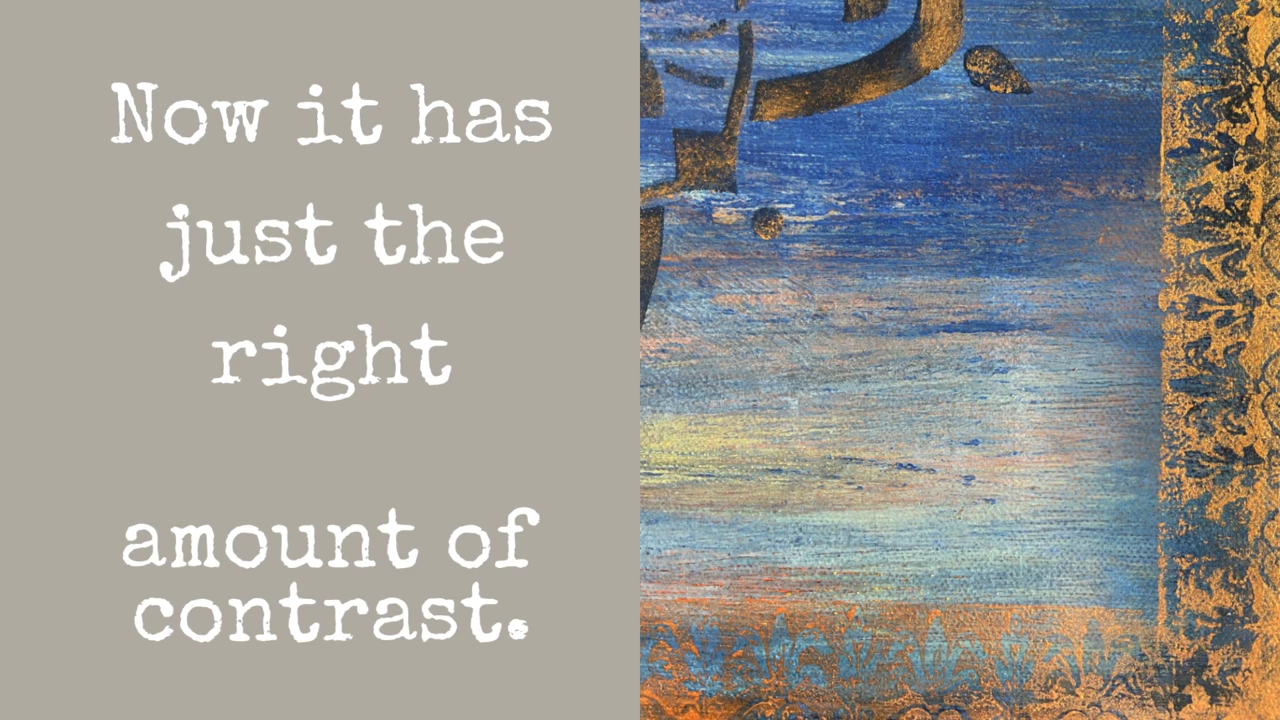 Now it has
just the
right
amount of
contrast.